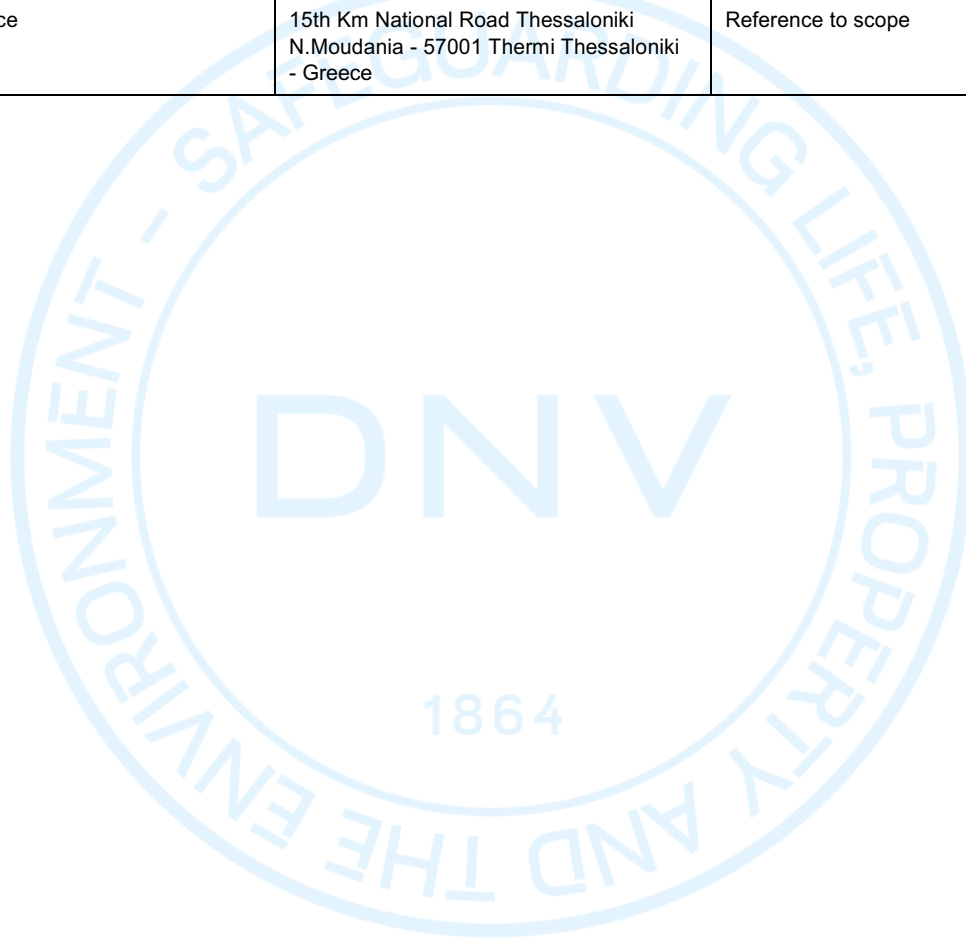 ce
15th Km National Road Thessaloniki
N.Moudania - 57001 Thermi Thessaloniki
- Greece
Reference to scope
SAFEGUARDING LIFE, PROPERTY AND THE ENVIRONMENT -
DNV
1864